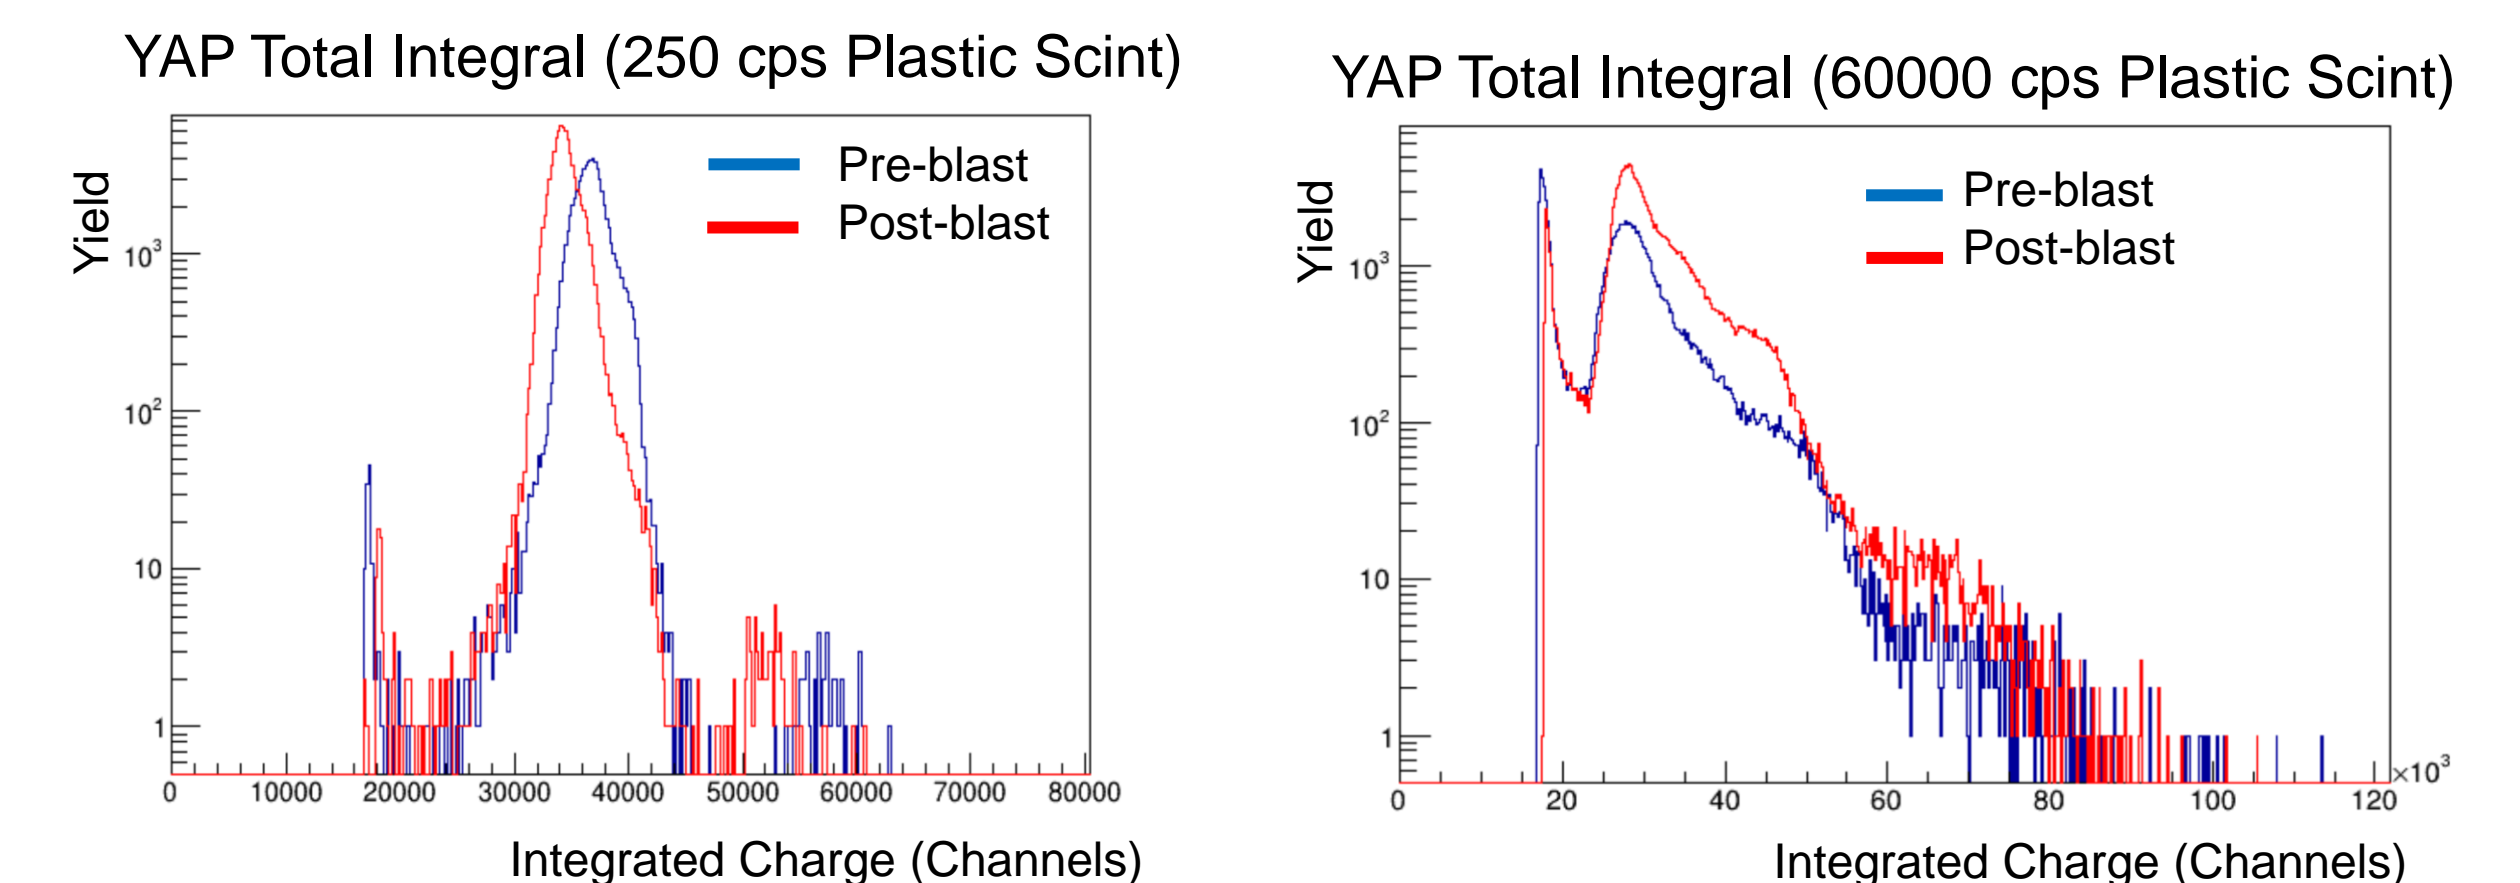 YAP Total Integral (250 cps Plastic Scint)
Yield
Pre-blast
Post-blast
10³
10²
10
1
0 10000 20000 30000 40000 50000 60000 70000 80000
Integrated Charge (Channels)
YAP Total Integral (60000 cps Plastic Scint)
Yield
Pre-blast
Post-blast
10³
10²
10
1
×10³
0 20 40 60 80 100 120
Integrated Charge (Channels)